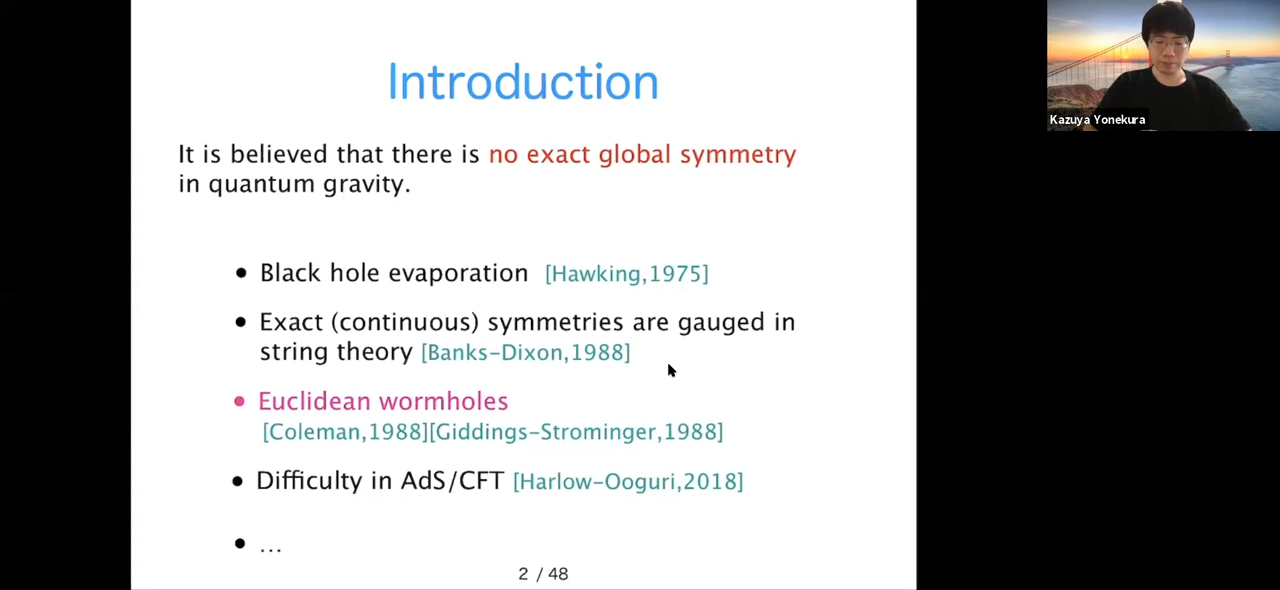 Introduction
Kazuya Yonekura
It is believed that there is no exact global symmetry
in quantum gravity.
• Black hole evaporation [Hawking,1975]
• Exact (continuous) symmetries are gauged in
string theory [Banks-Dixon,1988]
• Euclidean wormholes
[Coleman,1988][Giddings-Strominger,1988]
• Difficulty in AdS/CFT [Harlow-Ooguri,2018]
• ...
2 / 48